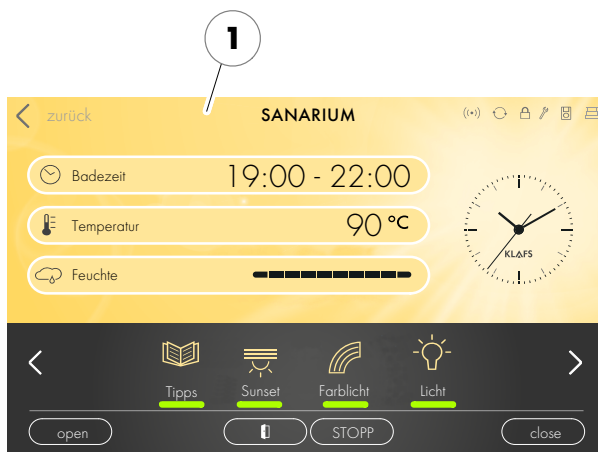 1
zurück SANARIUM
Badezeit 19:00 - 22:00
Temperatur 90 °C
KLAFS
Feuchte
Tipps Sunset Farblicht Licht
open STOPP close